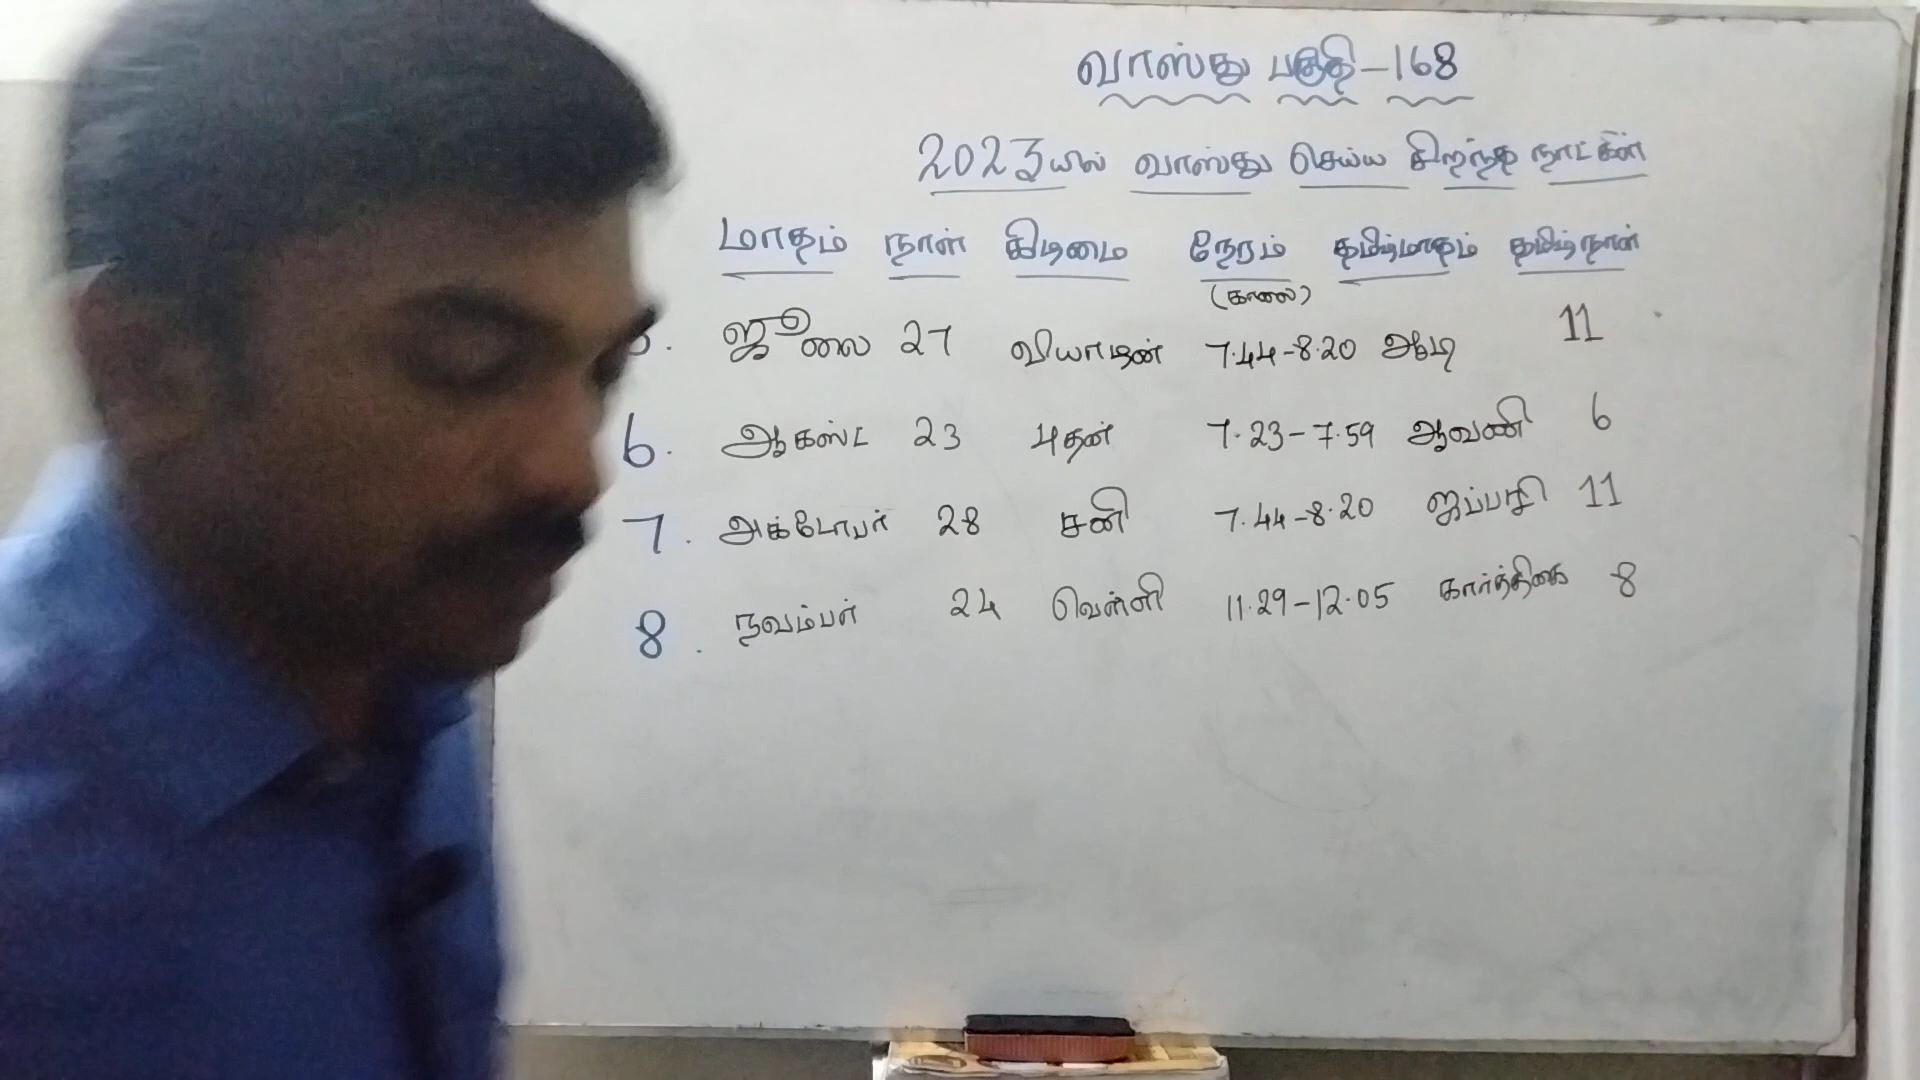 வாஸ்து பகுதி-168
2023யில் வாஸ்து செய்ய சிறந்த நாட்கள்
மாதம் நாள் கிழமை நேரம் தமிழ்மாதம் தமிழ்நாள்
(காலை)
ஜூலை 27 வியாழன் 7.44-8.20 ஆடி 11
6. ஆகஸ்ட் 23 புதன் 7.23-7.59 ஆவணி 6
7. அக்டோபர் 28 சனி 7.44-8.20 ஐப்பசி 11
8. நவம்பர் 24 வெள்ளி 11.29-12.05 கார்த்திகை 8